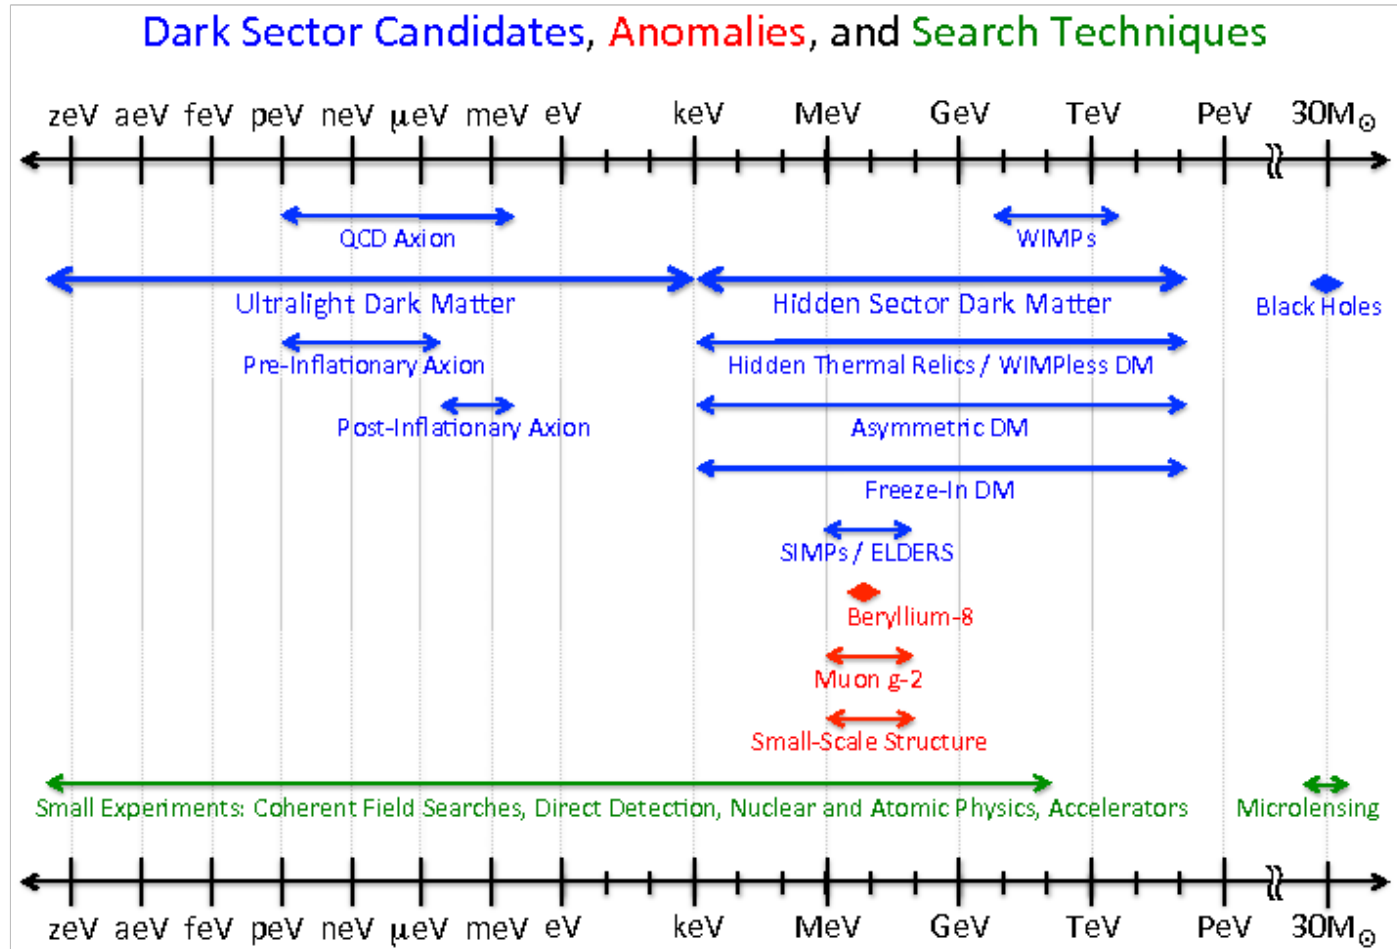 Dark Sector Candidates, Anomalies, and Search Techniques
zeV aeV feV peV neV μeV meV eV keV MeV GeV TeV PeV 30M⊙
QCD Axion WIMPs
Ultralight Dark Matter Hidden Sector Dark Matter Black Holes
Pre-Inflationary Axion Hidden Thermal Relics / WIMPless DM
Post-Inflationary Axion Asymmetric DM
Freeze-In DM
SIMPs / ELDERS
Beryllium-8
Muon g-2
Small-Scale Structure
Small Experiments: Coherent Field Searches, Direct Detection, Nuclear and Atomic Physics, Accelerators Microlensing
zeV aeV feV peV neV μeV meV eV keV MeV GeV TeV PeV 30M⊙